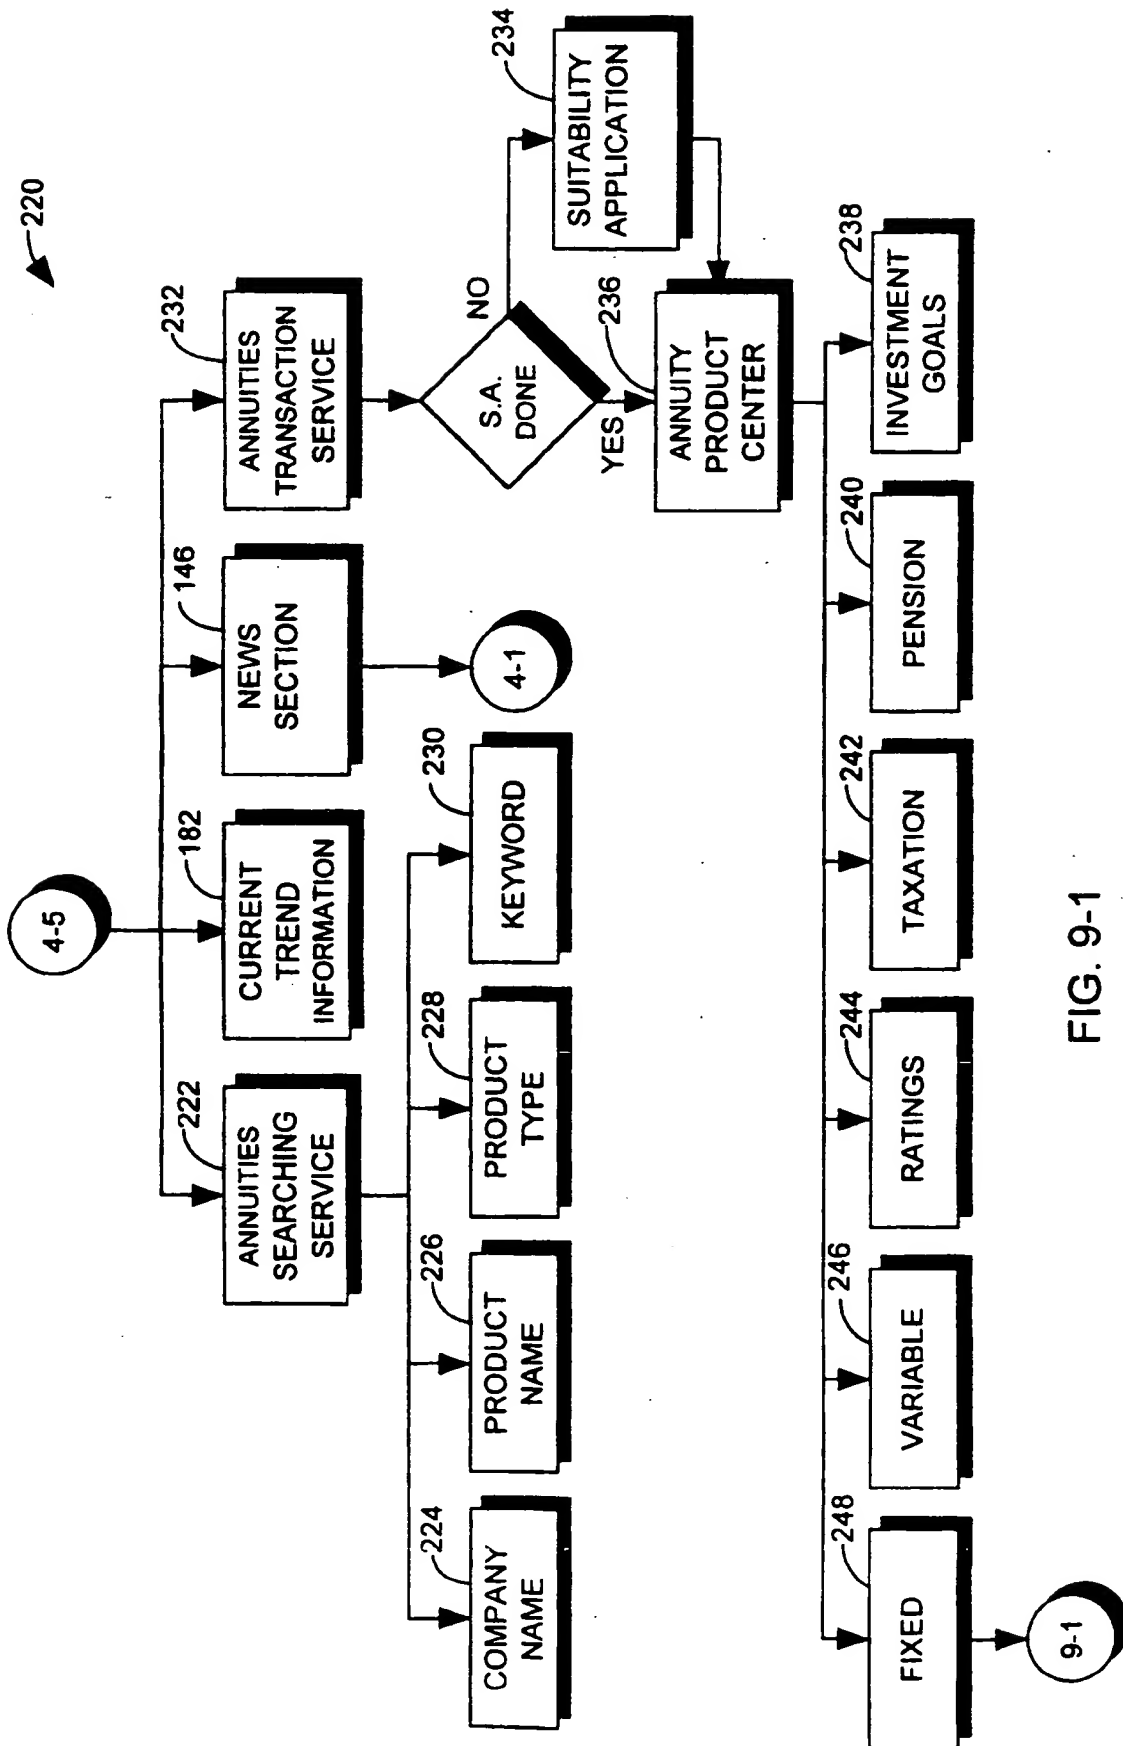 220
4-5
222
ANNUITIES
SEARCHING
SERVICE
182
CURRENT
TREND
INFORMATION
146
NEWS
SECTION
232
ANNUITIES
TRANSACTION
SERVICE
224
COMPANY
NAME
226
PRODUCT
NAME
228
PRODUCT
TYPE
230
KEYWORD
4-1
S.A.
DONE
NO
YES
234
SUITABILITY
APPLICATION
236
ANNUITY
PRODUCT
CENTER
248
FIXED
246
VARIABLE
244
RATINGS
242
TAXATION
240
PENSION
238
INVESTMENT
GOALS
9-1
FIG. 9-1